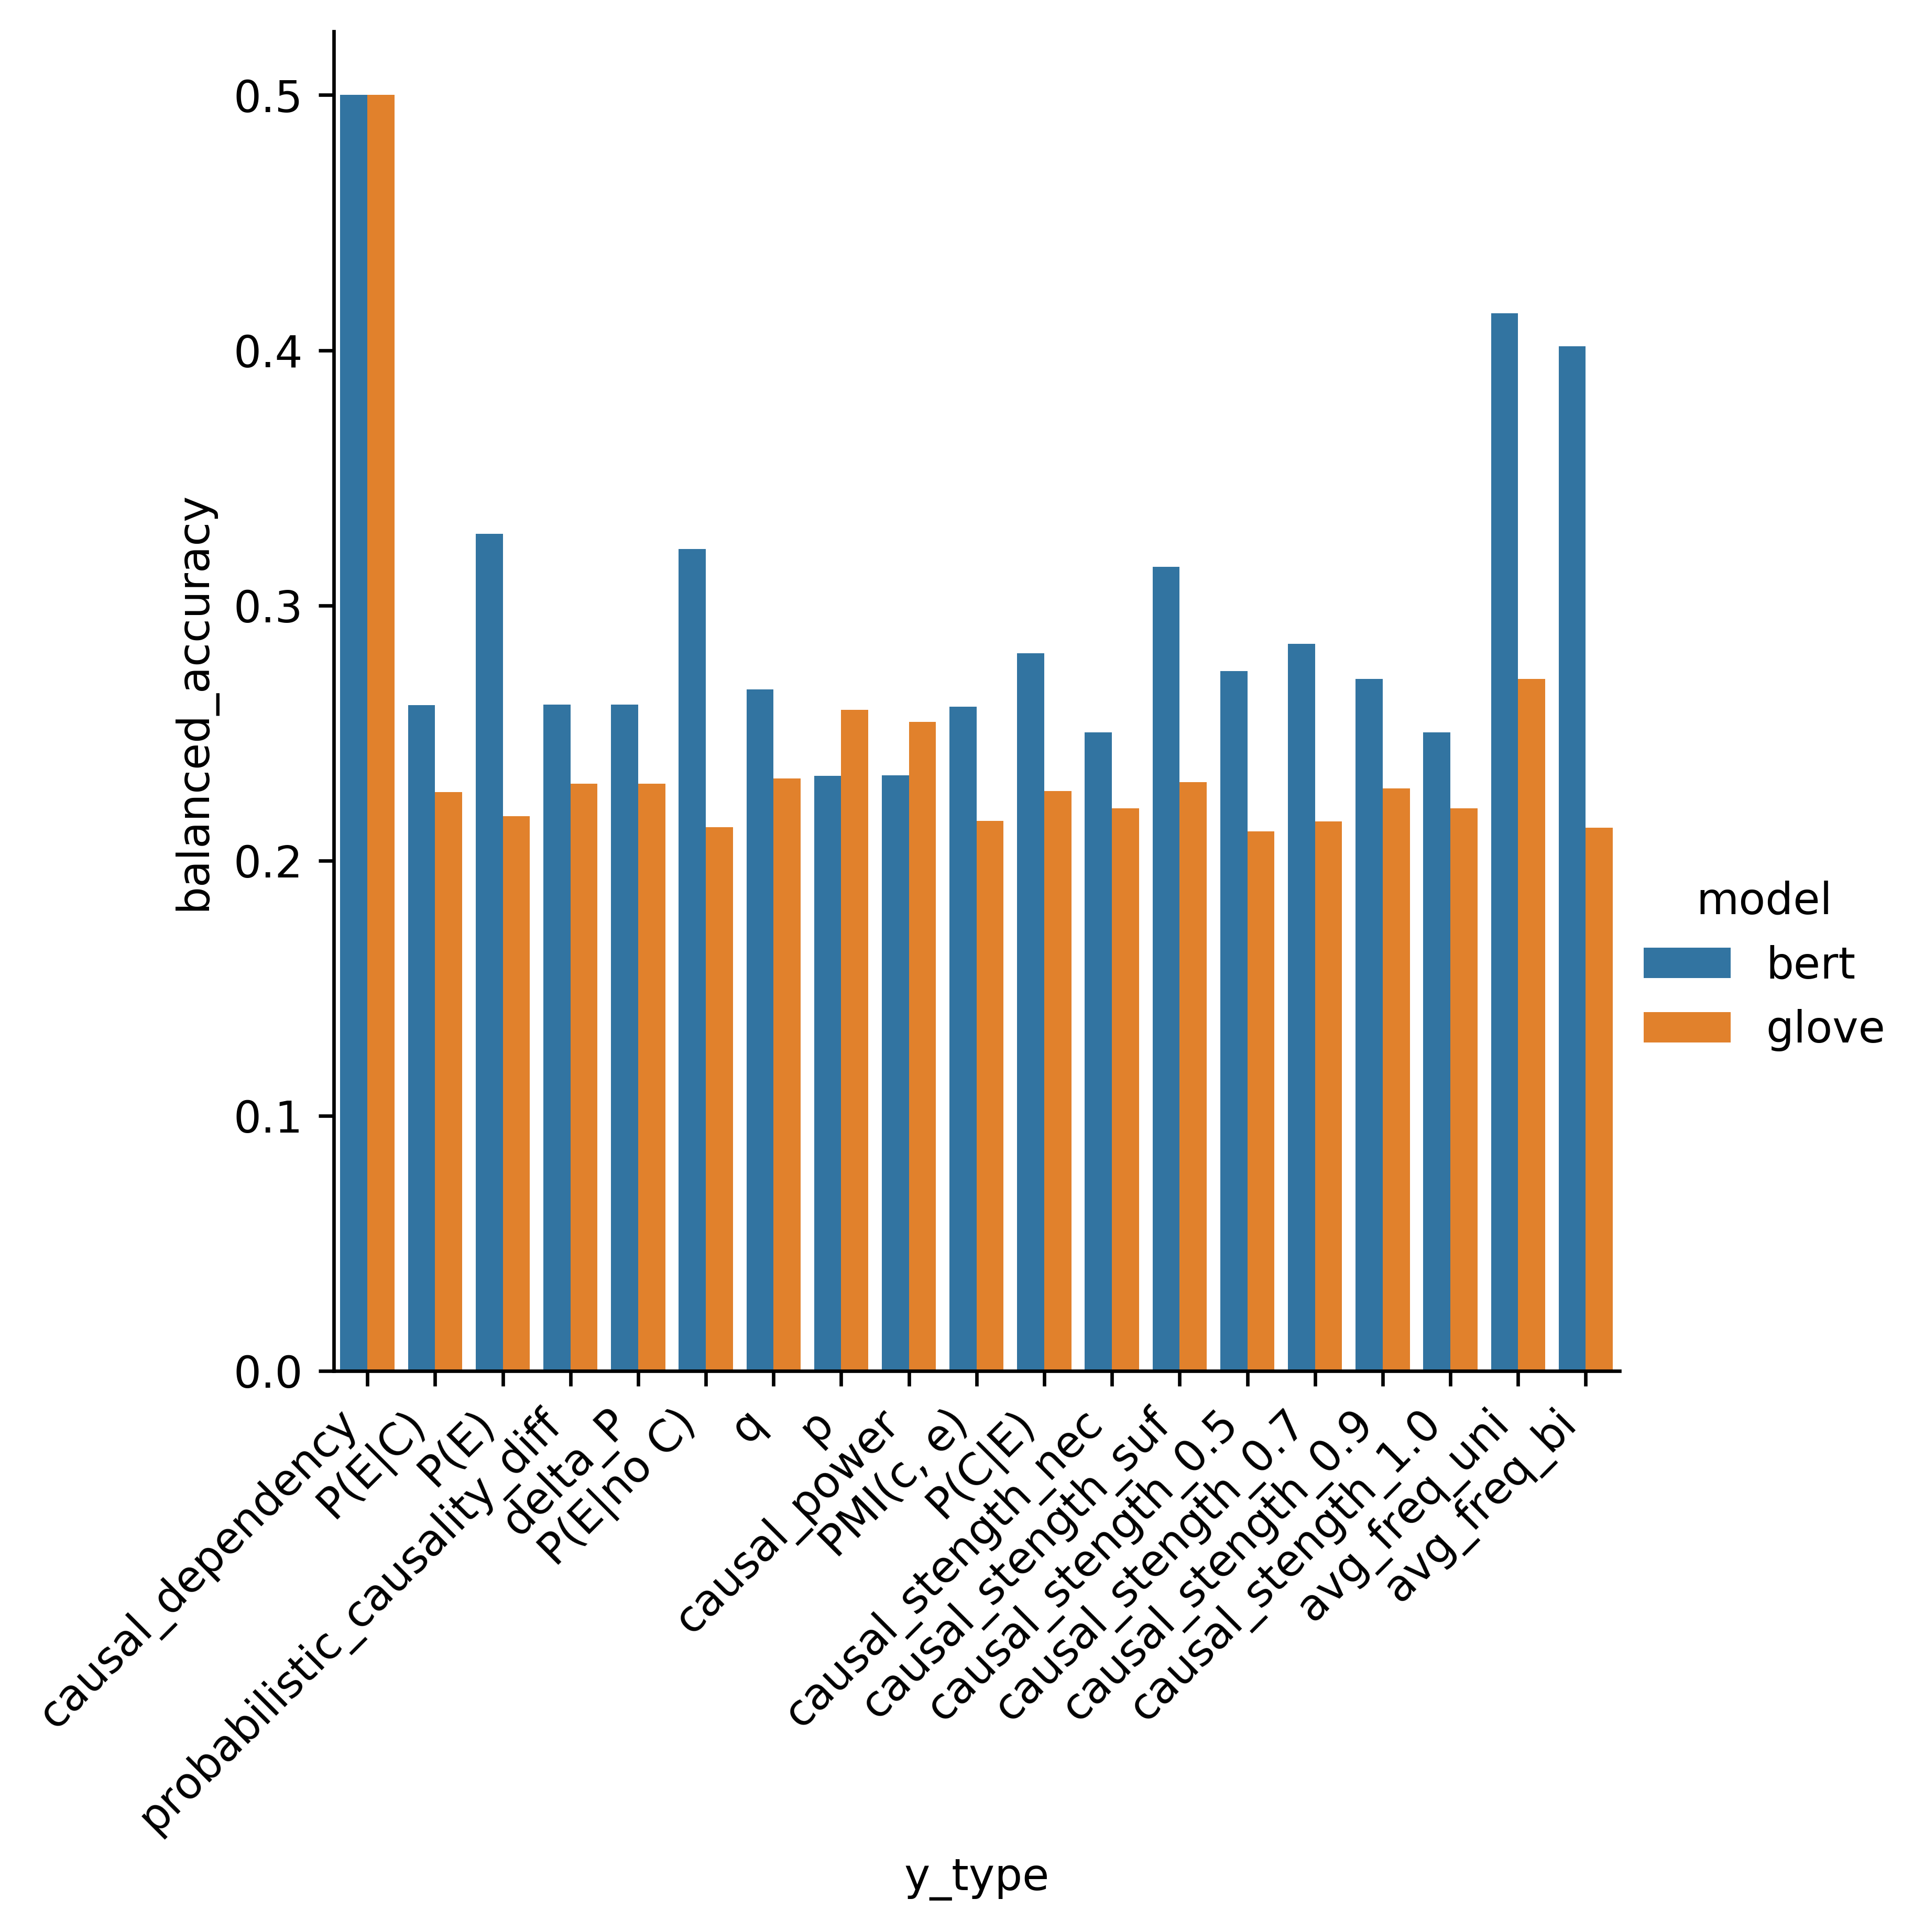 balanced_accuracy
0.5
0.4
0.3
0.2
0.1
0.0
causal_dependency
P(E|C)
P(E)
probabilistic_causality_diff
delta_P
P(E|no C)
q
p
causal_power
PMI(c, e)
P(C|E)
causal_stength_nec
causal_stength_suf
causal_stength_0.5
causal_stength_0.7
causal_stength_0.9
causal_stength_1.0
avg_freq_uni
avg_freq_bi
y_type
model
bert
glove